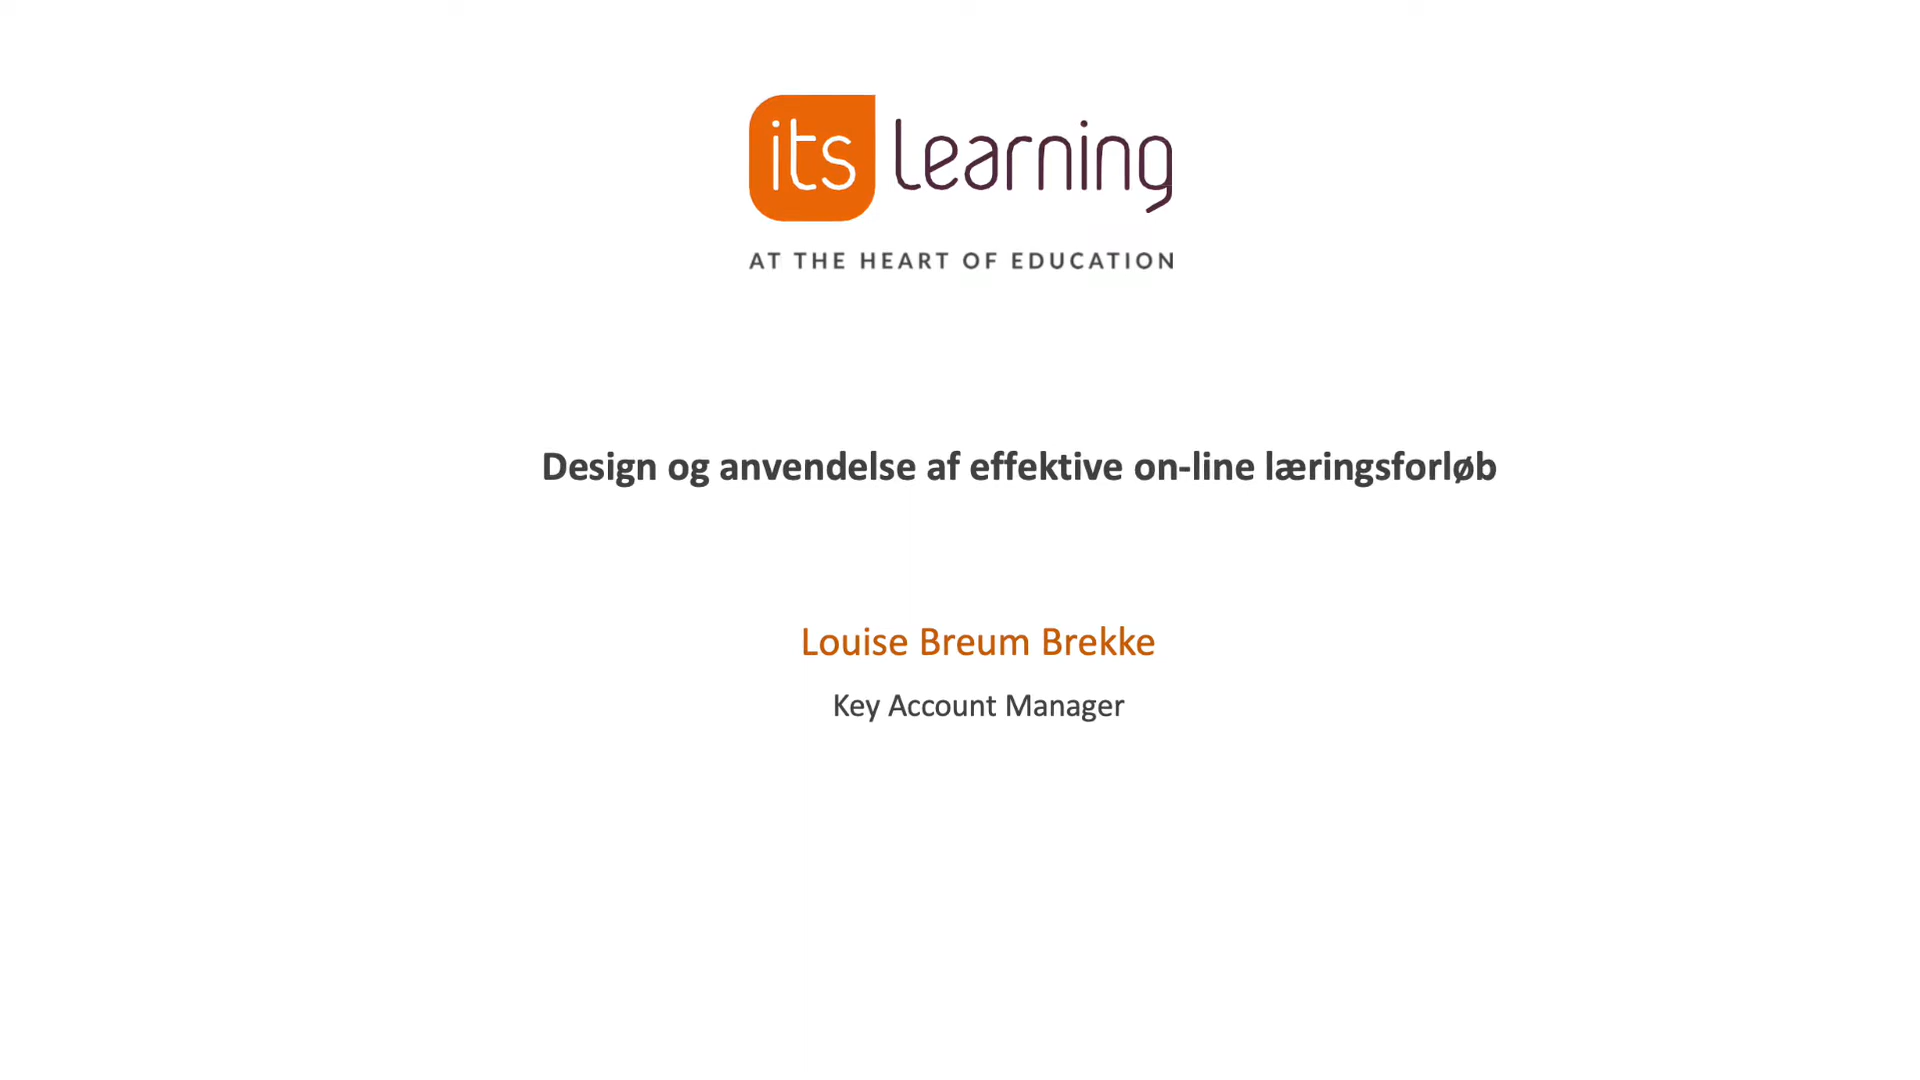 its learning
AT THE HEART OF EDUCATION
Design og anvendelse af effektive on-line læringsforløb
Louise Breum Brekke
Key Account Manager